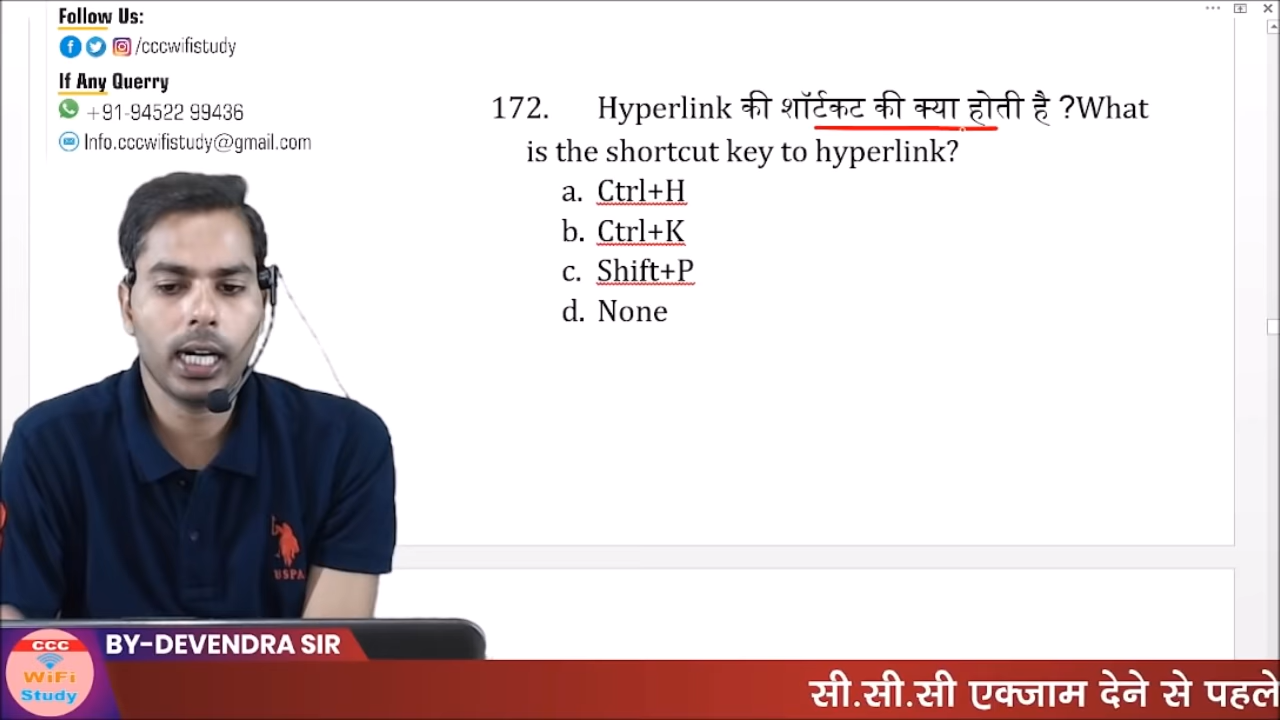 Follow Us:
/cccwifistudy
If Any Querry
+91-94522 99436
Info.cccwifistudy@gmail.com
172. Hyperlink की शॉर्टकट की क्या होती है ?What
is the shortcut key to hyperlink?
a. Ctrl+H
b. Ctrl+K
c. Shift+P
d. None
USPA
CCC
WiFi
Study
BY-DEVENDRA SIR
सी.सी.सी एक्जाम देने से पहले